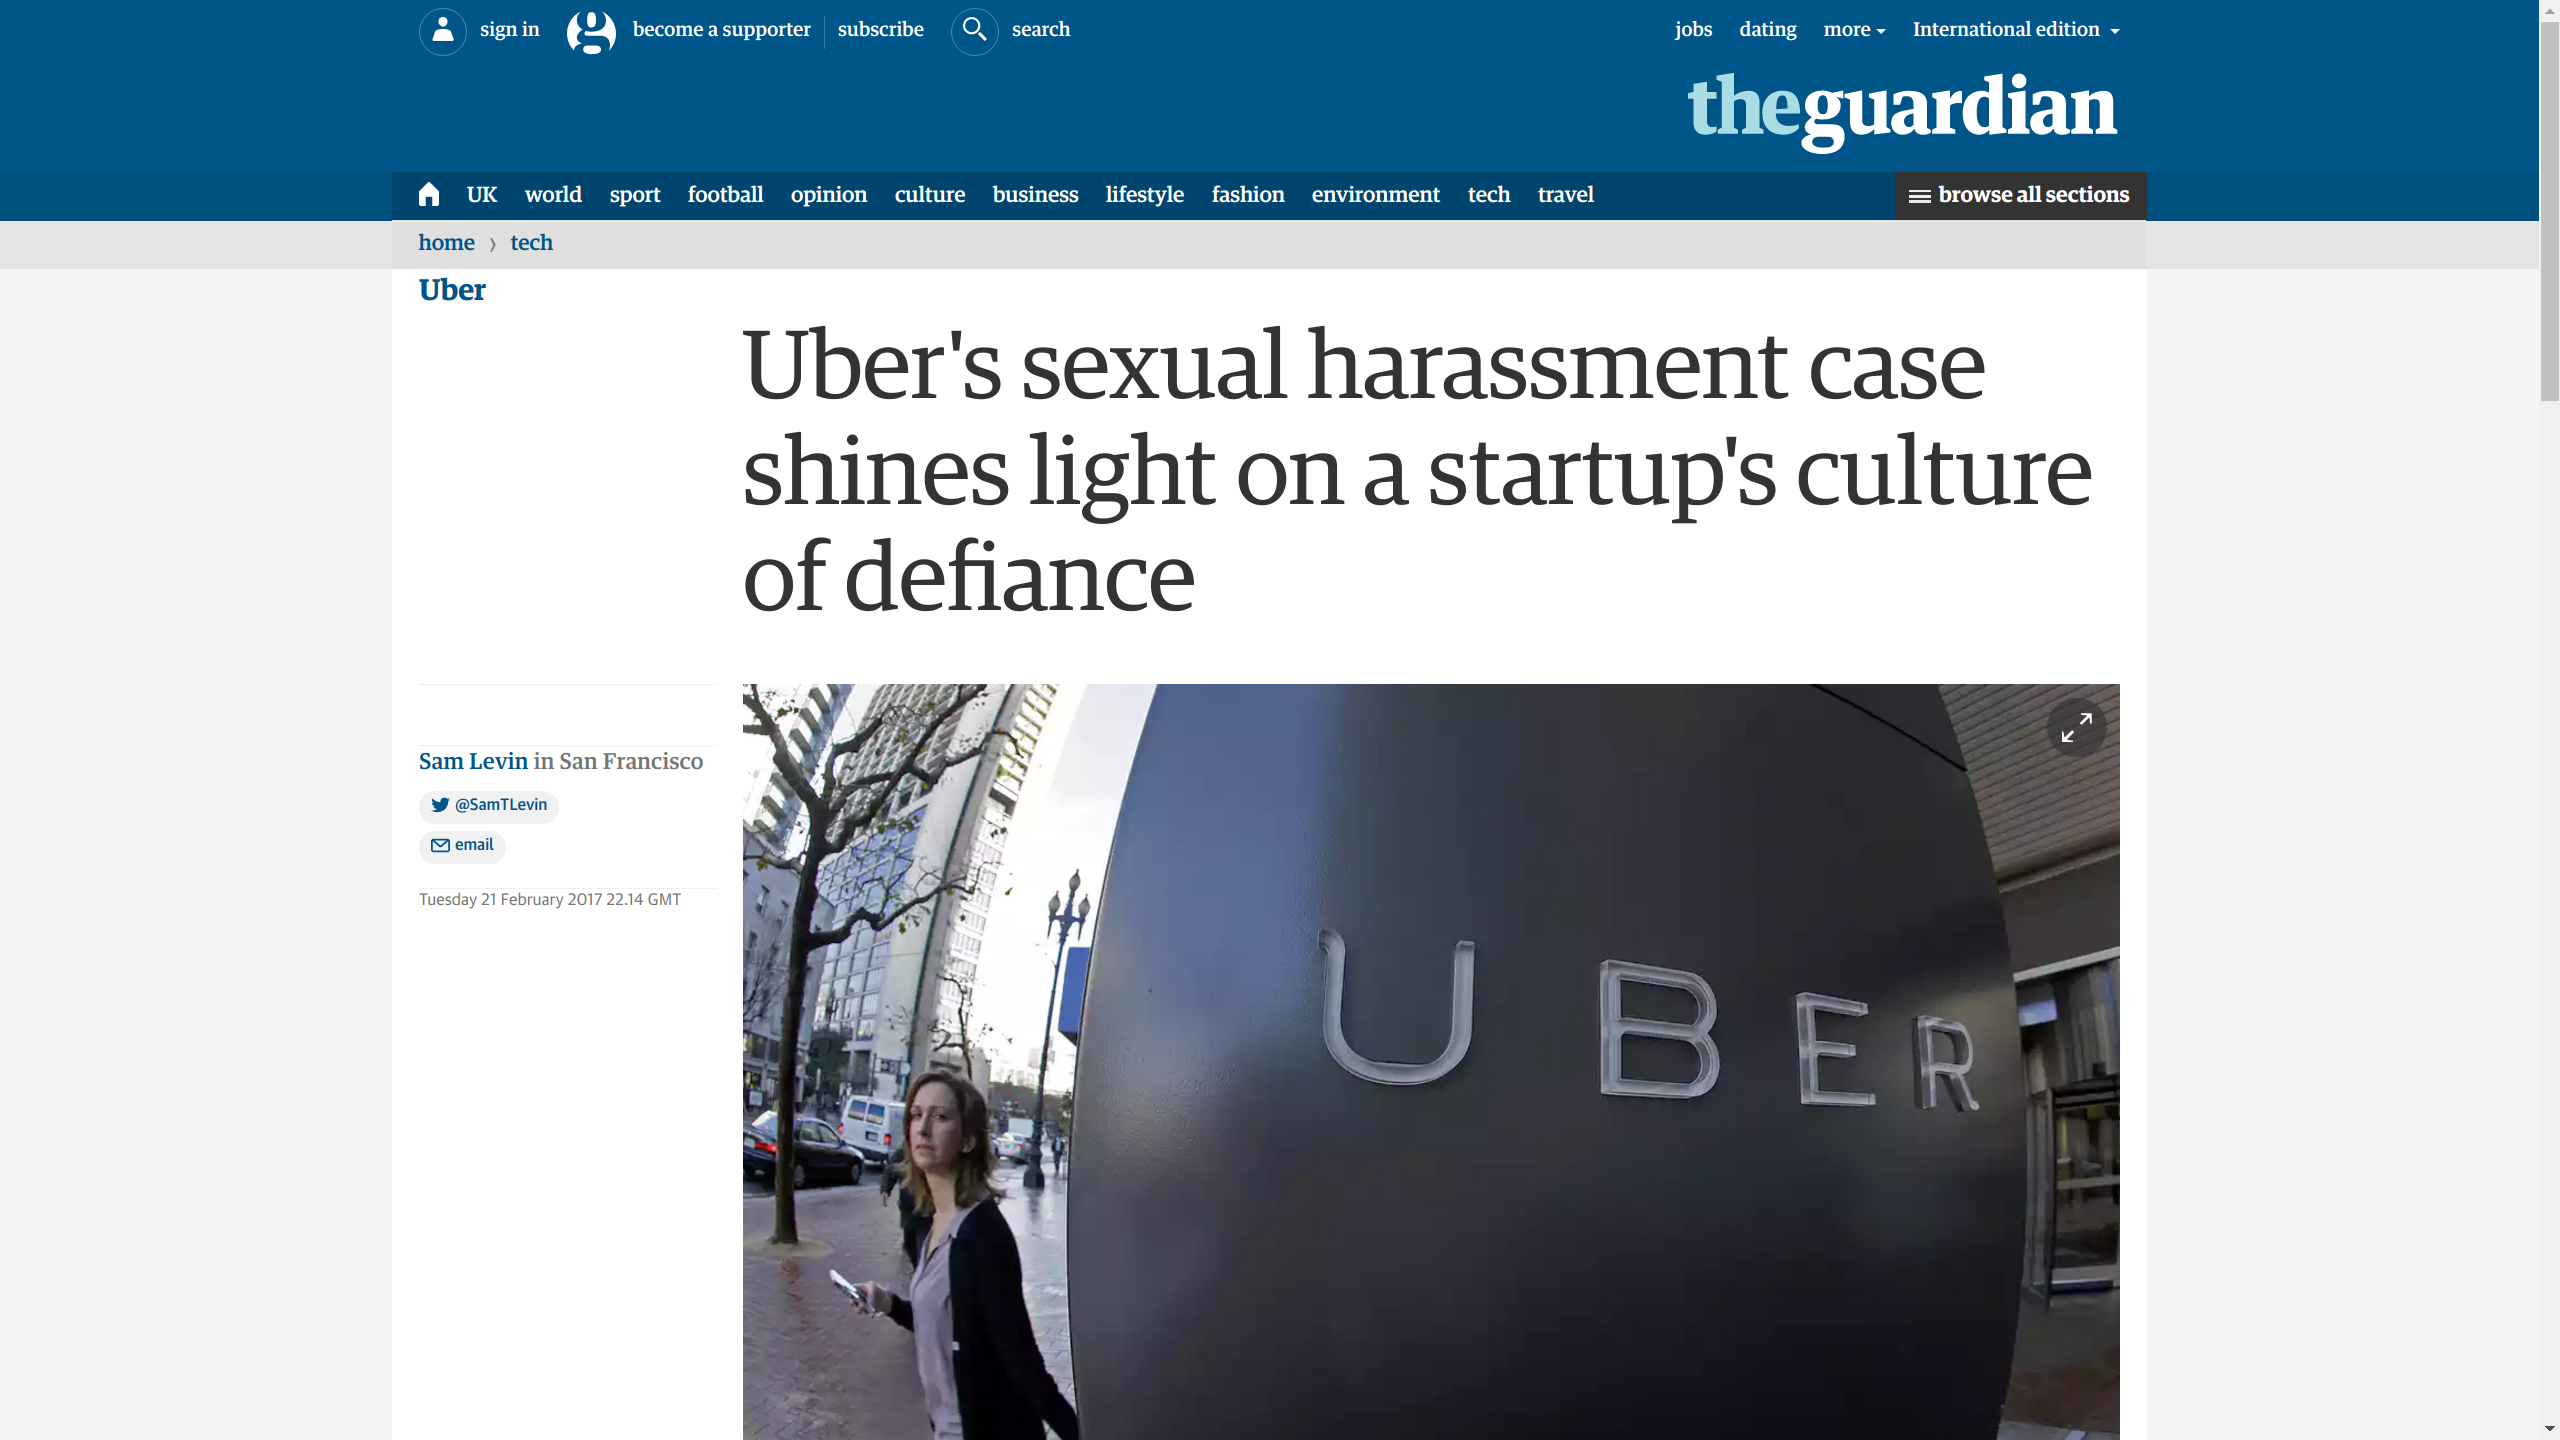 sign in
become a supporter
subscribe
search
jobs
dating
more
International edition
theguardian
UK
world
sport
football
opinion
culture
business
lifestyle
fashion
environment
tech
travel
browse all sections
home › tech
Uber
Uber's sexual harassment case
shines light on a startup's culture
of defiance
Sam Levin in San Francisco
@SamTLevin
email
Tuesday 21 February 2017 22.14 GMT
UBER